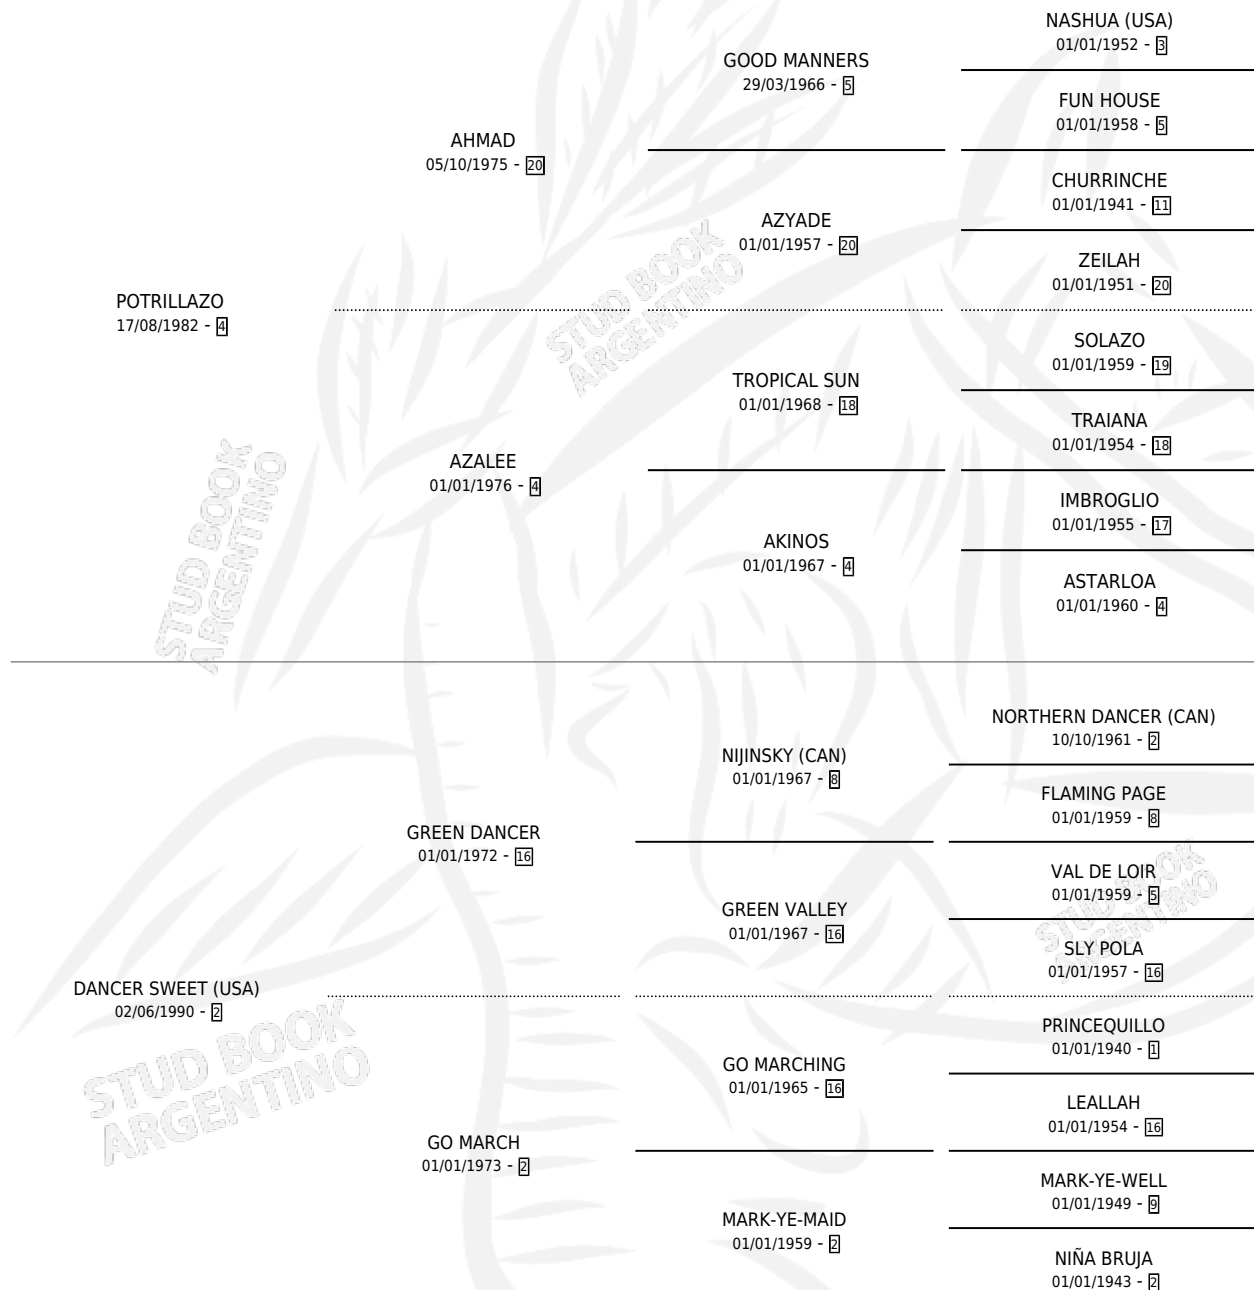 NASHUA (USA)
01/01/1952 - 3
GOOD MANNERS
29/03/1966 - 5
FUN HOUSE
01/01/1958 - 5
AHMAD
05/10/1975 - 20
CHURRINCHE
01/01/1941 - 11
AZYADE
01/01/1957 - 20
ZEILAH
01/01/1951 - 20
POTRILLAZO
17/08/1982 - 4
SOLAZO
01/01/1959 - 19
TROPICAL SUN
01/01/1968 - 18
TRAIANA
01/01/1954 - 18
AZALEE
01/01/1976 - 4
IMBROGLIO
01/01/1955 - 17
AKINOS
01/01/1967 - 4
ASTARLOA
01/01/1960 - 4
STUD BOOK
ARGENTINO
STUD BOOK
ARGENTINO
NORTHERN DANCER (CAN)
10/10/1961 - 2
NIJINSKY (CAN)
01/01/1967 - 8
FLAMING PAGE
01/01/1959 - 8
GREEN DANCER
01/01/1972 - 16
VAL DE LOIR
01/01/1959 - 5
GREEN VALLEY
01/01/1967 - 16
SLY POLA
01/01/1957 - 16
STUD BOOK
ARGENTINO
DANCER SWEET (USA)
02/06/1990 - 2
PRINCEQUILLO
01/01/1940 - 1
GO MARCHING
01/01/1965 - 16
LEALLAH
01/01/1954 - 16
GO MARCH
01/01/1973 - 2
MARK-YE-WELL
01/01/1949 - 9
MARK-YE-MAID
01/01/1959 - 2
NIÑA BRUJA
01/01/1943 - 2
STUD BOOK
ARGENTINO